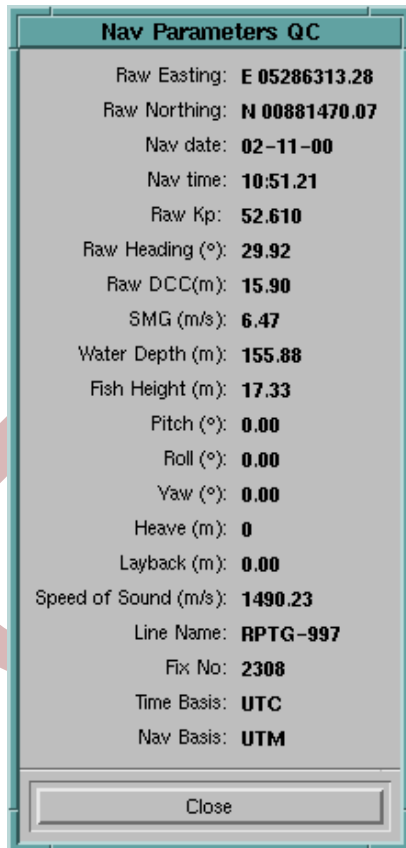 Nav Parameters QC
Raw Easting: E 05286313.28
Raw Northing: N 00881470.07
Nav date: 02-11-00
Nav time: 10:51.21
Raw Kp: 52.610
Raw Heading (°): 29.92
Raw DCC(m): 15.90
SMG (m/s): 6.47
Water Depth (m): 155.88
Fish Height (m): 17.33
Pitch (°): 0.00
Roll (°): 0.00
Yaw (°): 0.00
Heave (m): 0
Layback (m): 0.00
Speed of Sound (m/s): 1490.23
Line Name: RPTG-997
Fix No: 2308
Time Basis: UTC
Nav Basis: UTM
Close